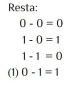 Resta:
0 - 0 = 0
1 - 0 = 1
1 - 1 = 0
(1) 0 - 1 = 1